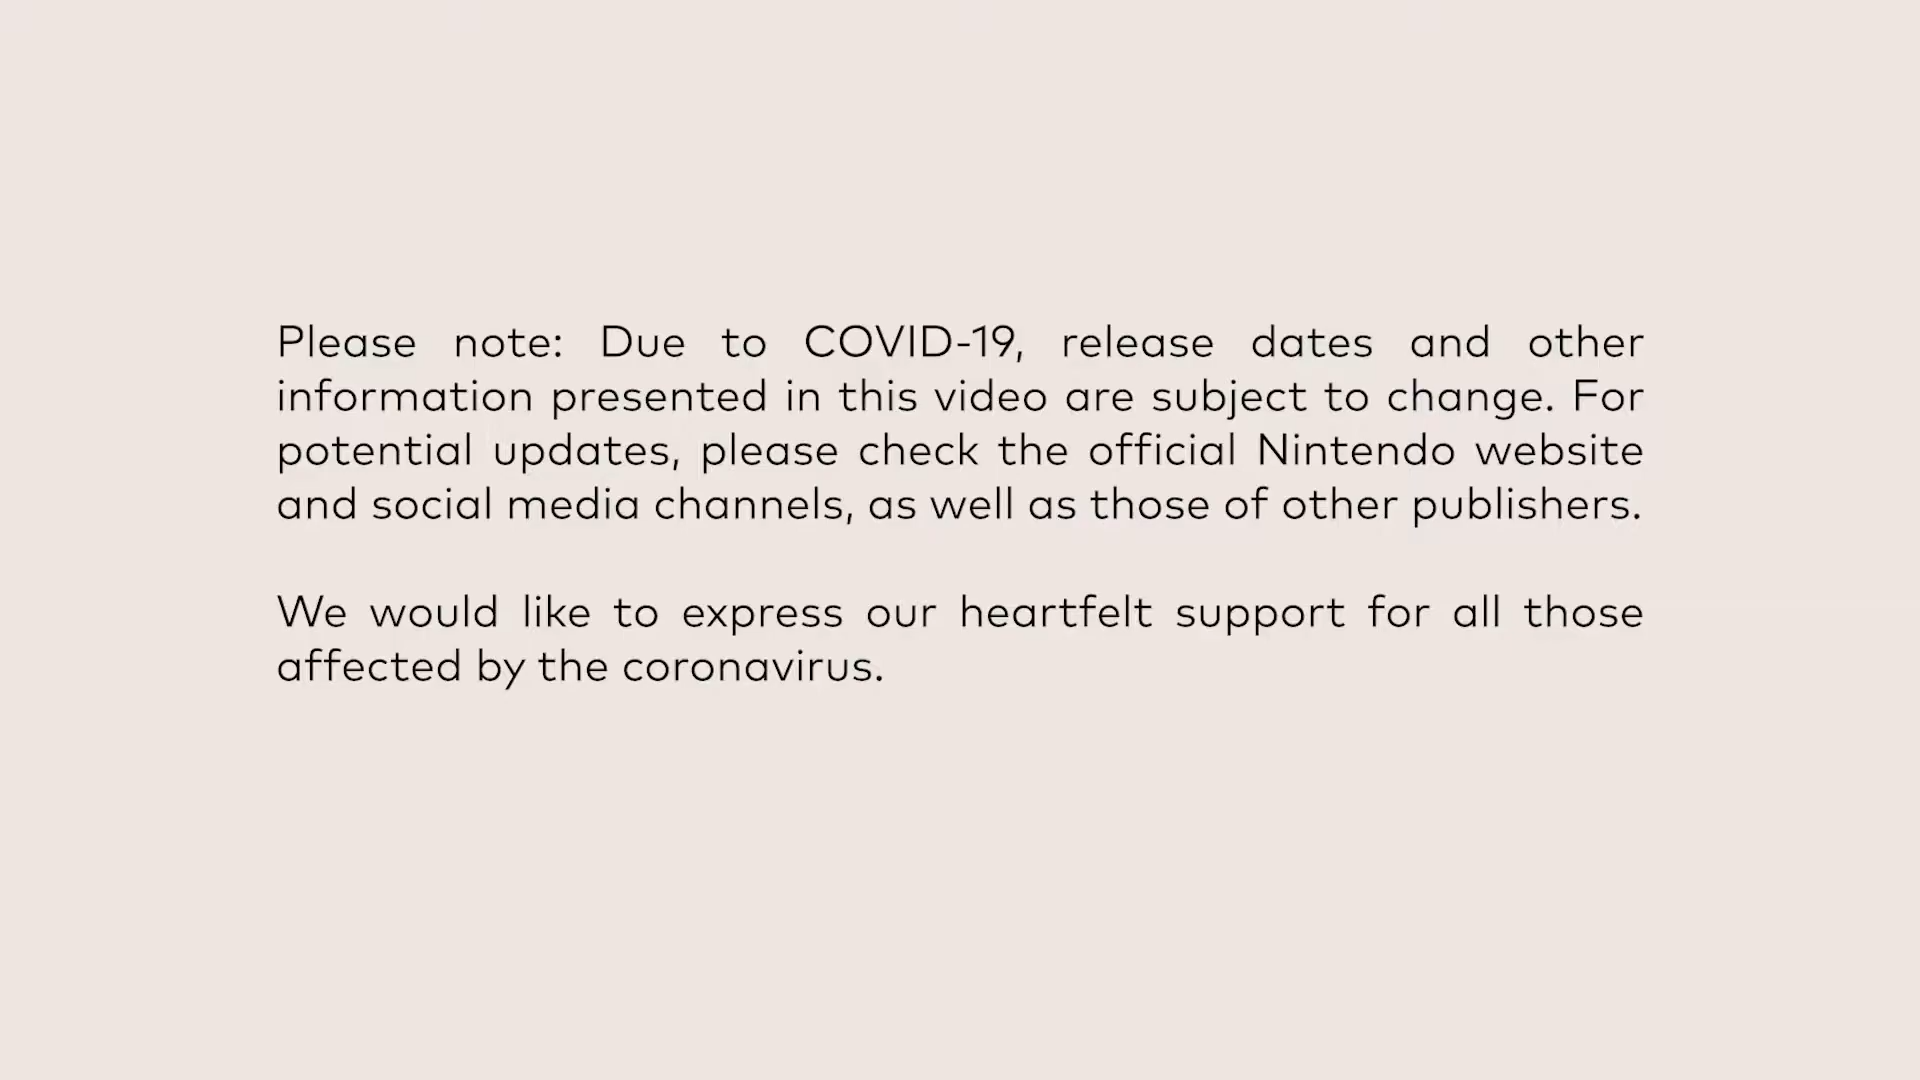 Please note: Due to COVID-19, release dates and other
information presented in this video are subject to change. For
potential updates, please check the official Nintendo website
and social media channels, as well as those of other publishers.
We would like to express our heartfelt support for all those
affected by the coronavirus.